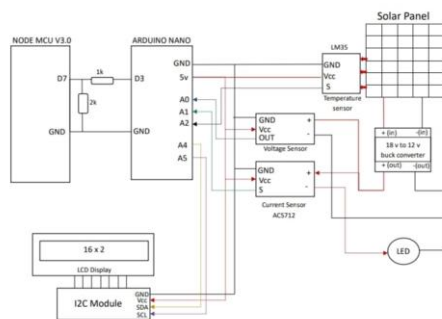 Solar Panel
NODE MCU V3.0
ARDUINO NANO
LM35
D7
1k
D3
2k
GND
GND
GND
5v
A0
A1
A2
A4
A5
GND
Vcc
S
Temperature
sensor
GND
Vcc
OUT
+
-
Voltage Sensor
GND
Vcc
S
+
-
Current Sensor
ACS712
+ (in)
-(in)
18 v to 12 v
buck converter
+ (out)
-(out)
LED
16 x 2
LCD Display
I2C Module
GND
Vcc
SDA
SCL